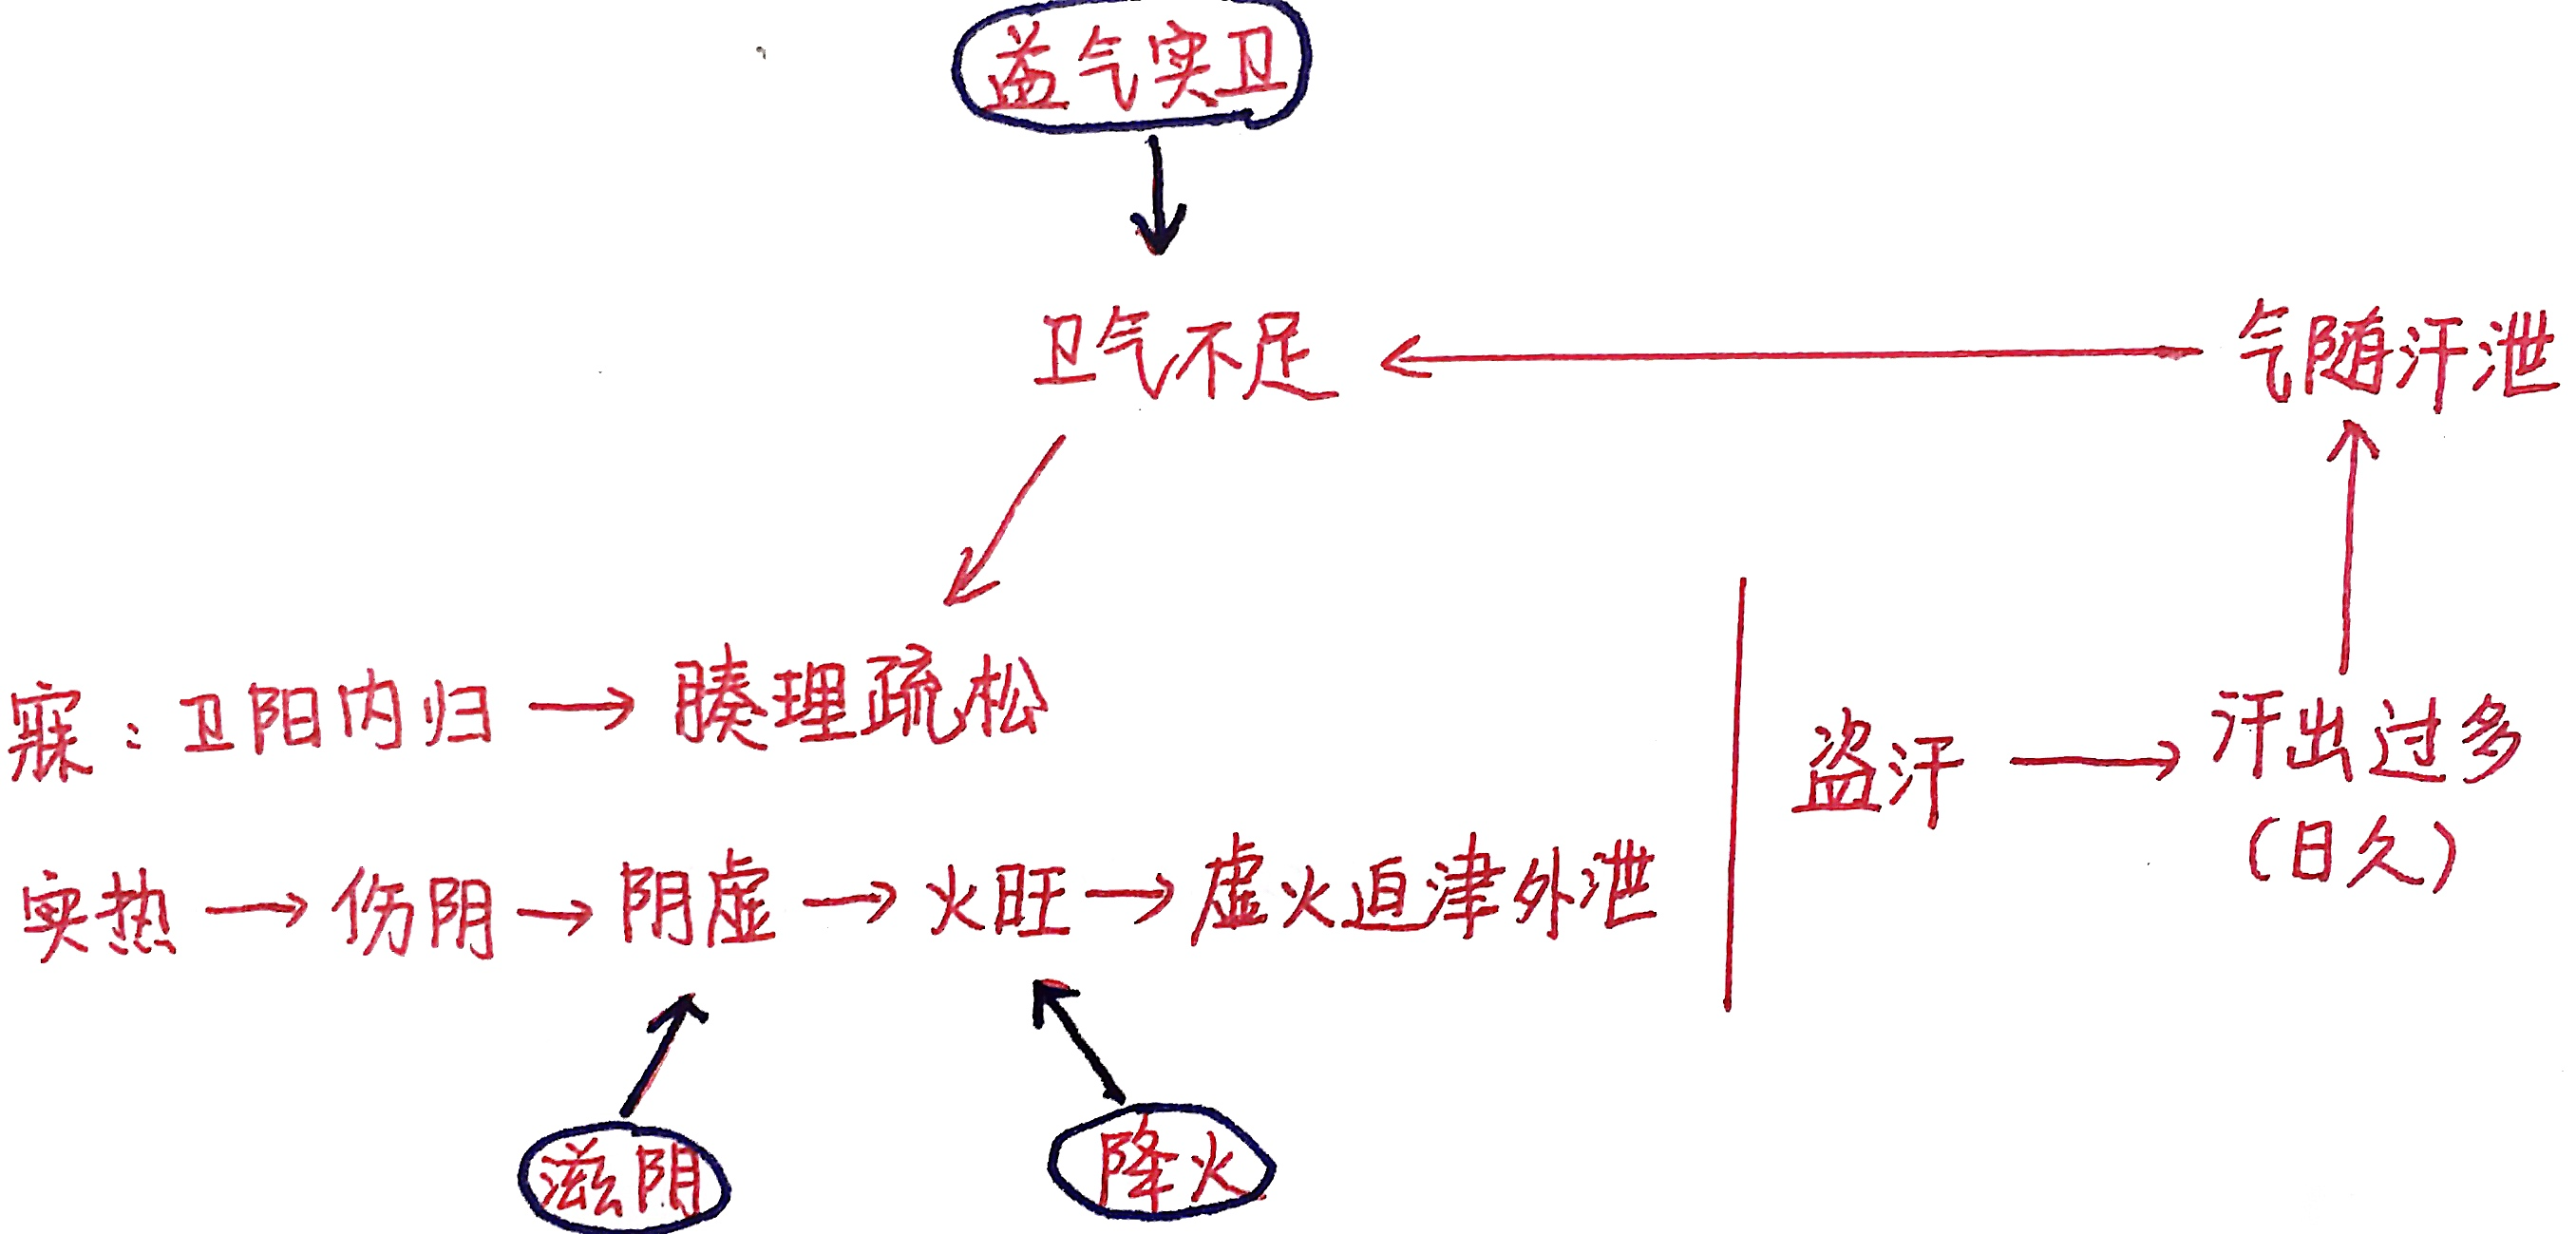 益气实卫
卫气不足 ← 气随汗泄
寐：卫阳内归 → 腠理疏松
盗汗 → 汗出过多
(日久)
实热 → 伤阴 → 阴虚 → 火旺 → 虚火迫津外泄
滋阴
降火